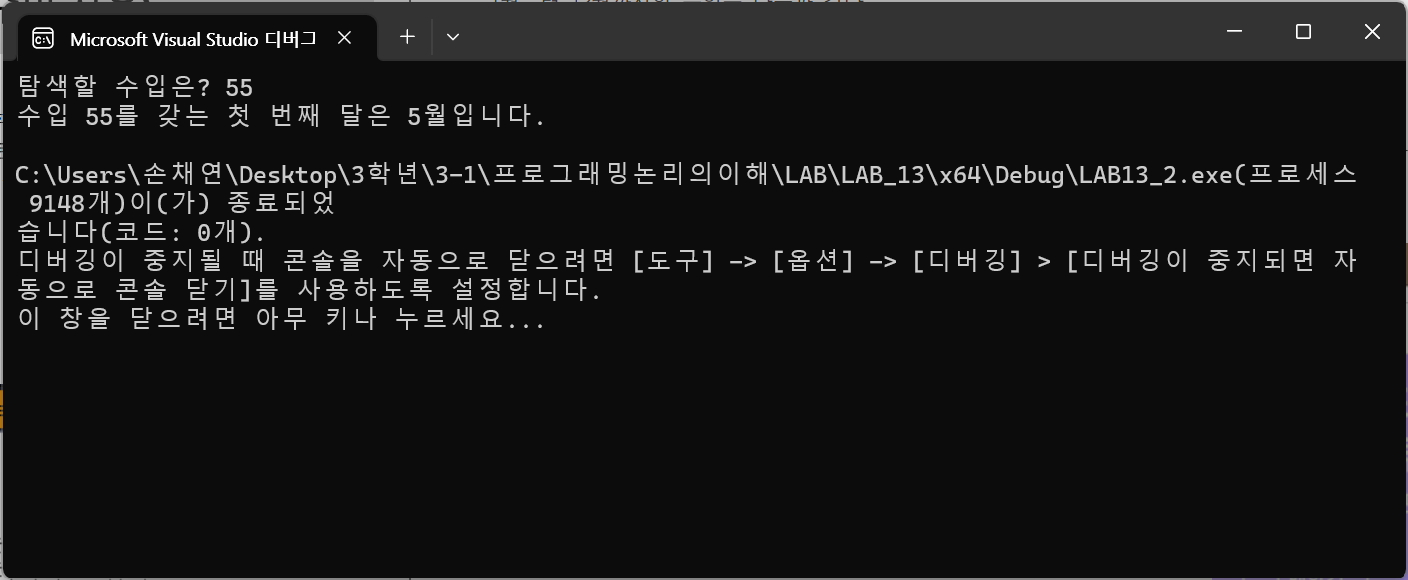 Microsoft Visual Studio 디버그
탐색할 수입은? 55
수입 55를 갖는 첫 번째 달은 5월입니다.
C:\Users\손채연\Desktop\3학년\3-1\프로그래밍논리의이해\LAB\LAB_13\x64\Debug\LAB13_2.exe(프로세스
9148개)이(가) 종료되었
습니다(코드: 0개).
디버깅이 중지될 때 콘솔을 자동으로 닫으려면 [도구] -> [옵션] -> [디버깅] > [디버깅이 중지되면 자
동으로 콘솔 닫기]를 사용하도록 설정합니다.
이 창을 닫으려면 아무 키나 누르세요...